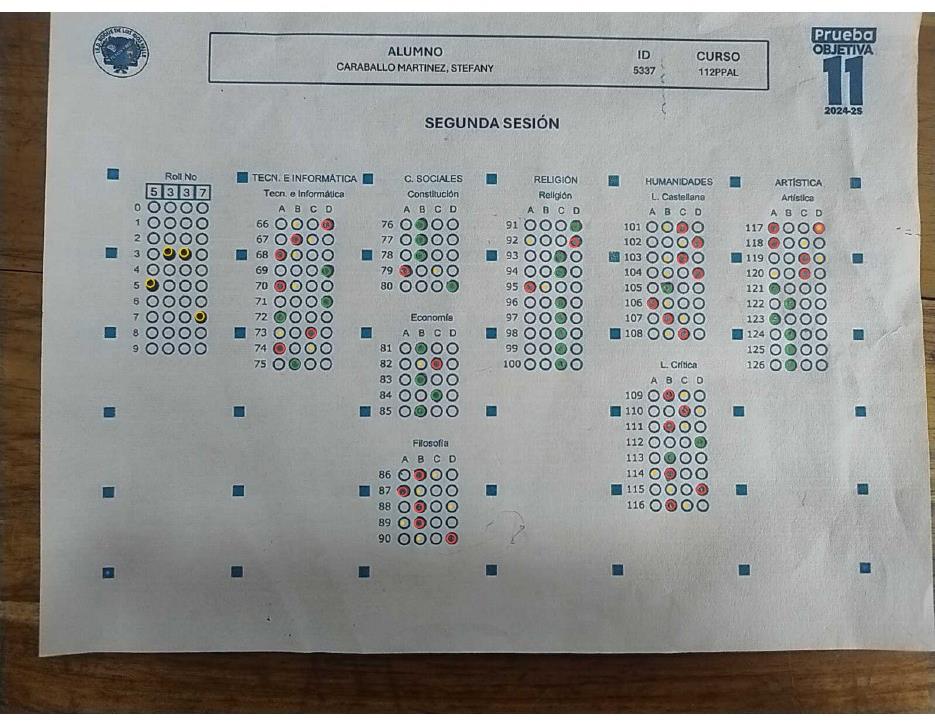 I.E.D. ROQUE DE LOS RIOS VALLE
Prueba
OBJETIVA
11
2024-2S
ALUMNO ID CURSO
CARABALLO MARTINEZ, STEFANY 5337 112PPAL
SEGUNDA SESIÓN
Roll No
5 3 3 7
0
1
2
3
4
5
6
7
8
9
TECN. E INFORMÁTICA
Tecn. e Informática
A B C D
66
67
68
69
70
71
72
73
74
75
C. SOCIALES
Constitución
A B C D
76
77
78
79
80
Economía
A B C D
81
82
83
84
85
Filosofía
A B C D
86
87
88
89
90
RELIGIÓN
Religión
A B C D
91
92
93
94
95
96
97
98
99
100
HUMANIDADES
L. Castellana
A B C D
101
102
103
104
105
106
107
108
L. Crítica
A B C D
109
110
111
112
113
114
115
116
ARTÍSTICA
Artística
A B C D
117
118
119
120
121
122
123
124
125
126